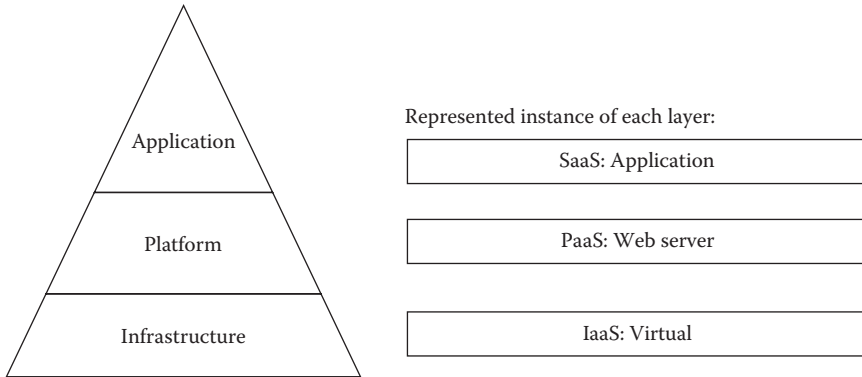 Application
Platform
Infrastructure
Represented instance of each layer:
SaaS: Application
PaaS: Web server
IaaS: Virtual